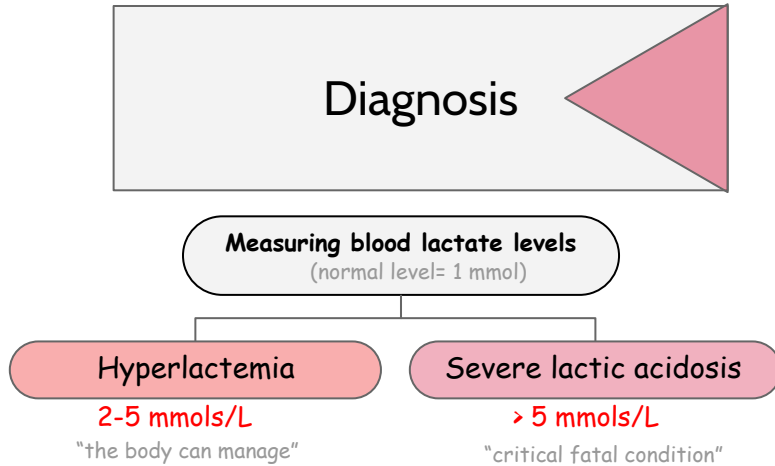 Diagnosis
Measuring blood lactate levels
(normal level= 1 mmol)
Hyperlactemia
2-5 mmols/L
“the body can manage”
Severe lactic acidosis
> 5 mmols/L
“critical fatal condition”